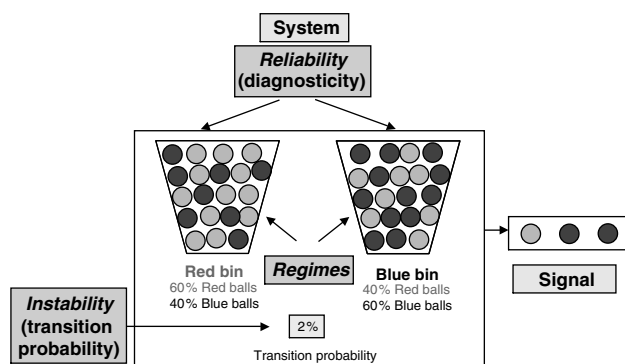 System
Reliability
(diagnosticity)
Red bin
60% Red balls
40% Blue balls
Regimes
Blue bin
40% Red balls
60% Blue balls
Signal
Instability
(transition
probability)
2%
Transition probability